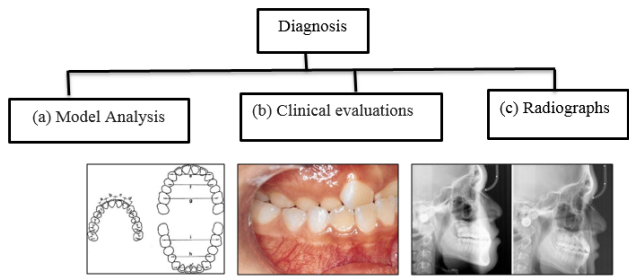 Diagnosis
(a) Model Analysis
(b) Clinical evaluations
(c) Radiographs